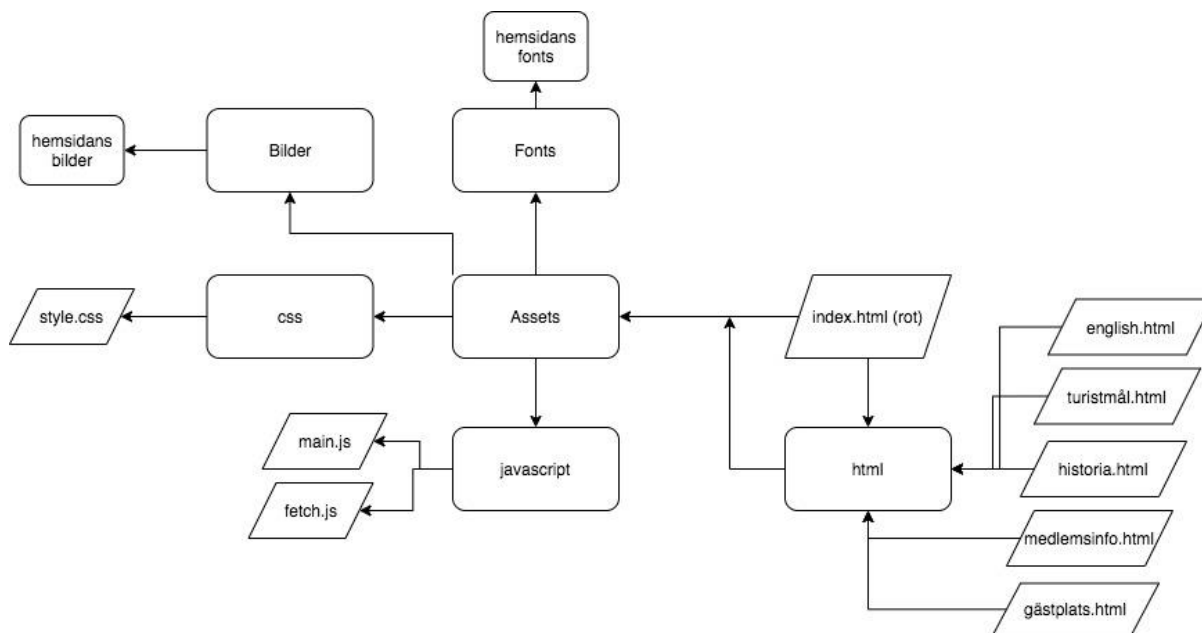 hemsidans
fonts
hemsidans
bilder
Bilder
Fonts
style.css
css
Assets
index.html (rot)
english.html
turistmål.html
main.js
javascript
html
historia.html
fetch.js
medlemsinfo.html
gästplats.html